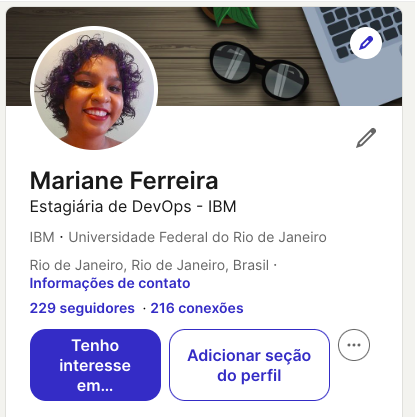 Mariane Ferreira
Estagiária de DevOps - IBM
IBM · Universidade Federal do Rio de Janeiro
Rio de Janeiro, Rio de Janeiro, Brasil ·
Informações de contato
229 seguidores · 216 conexões
Tenho
interesse
em...
Adicionar seção
do perfil